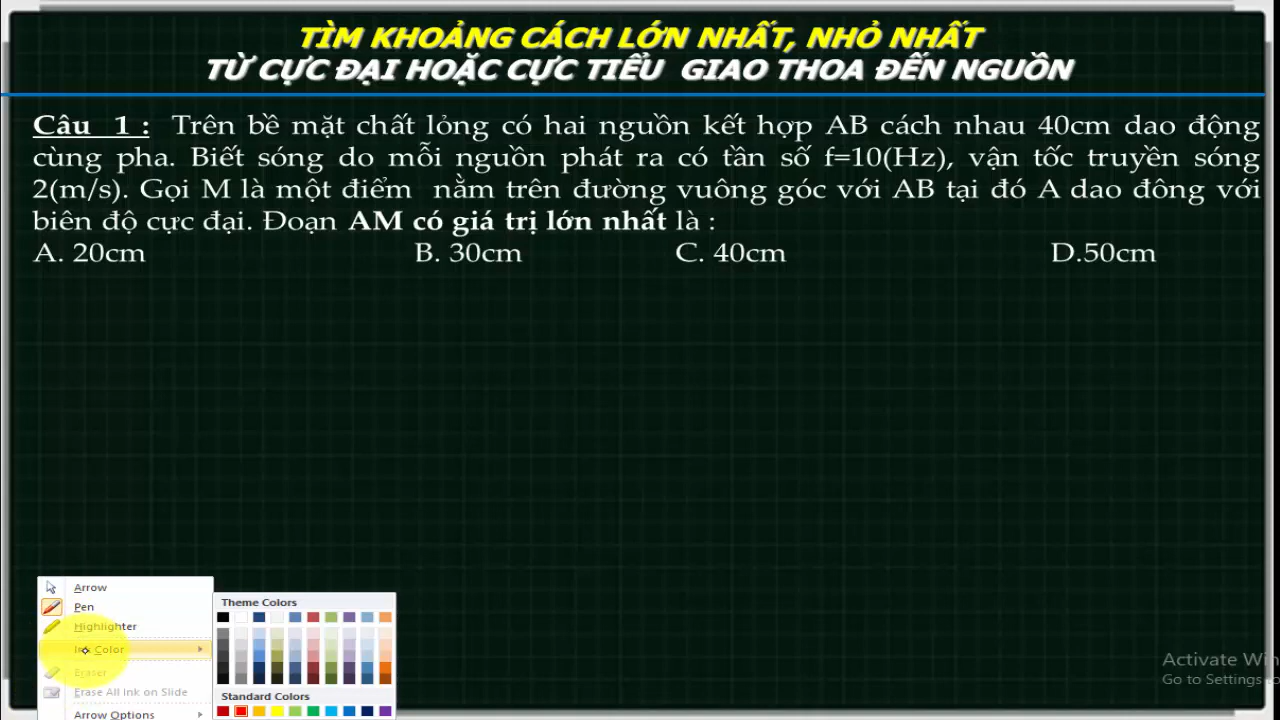 TÌM KHOẢNG CÁCH LỚN NHẤT, NHỎ NHẤT
TỪ CỰC ĐẠI HOẶC CỰC TIỂU GIAO THOA ĐẾN NGUỒN
Câu 1 : Trên bề mặt chất lỏng có hai nguồn kết hợp AB cách nhau 40cm dao động
cùng pha. Biết sóng do mỗi nguồn phát ra có tần số f=10(Hz), vận tốc truyền sóng
2(m/s). Gọi M là một điểm nằm trên đường vuông góc với AB tại đó A dao đông với
biên độ cực đại. Đoạn AM có giá trị lớn nhất là :
A. 20cm B. 30cm C. 40cm D.50cm
Arrow
Pen
Highlighter
Ink Color
Eraser
Erase All Ink on Slide
Arrow Options
Theme Colors
Standard Colors
Activate Win
Go to Settings to